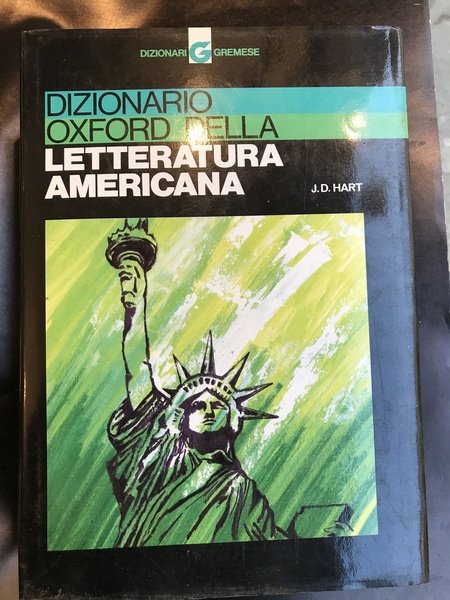 DIZIONARI G GREMESE
DIZIONARIO
OXFORD DELLA
LETTERATURA
AMERICANA
J.D. HART